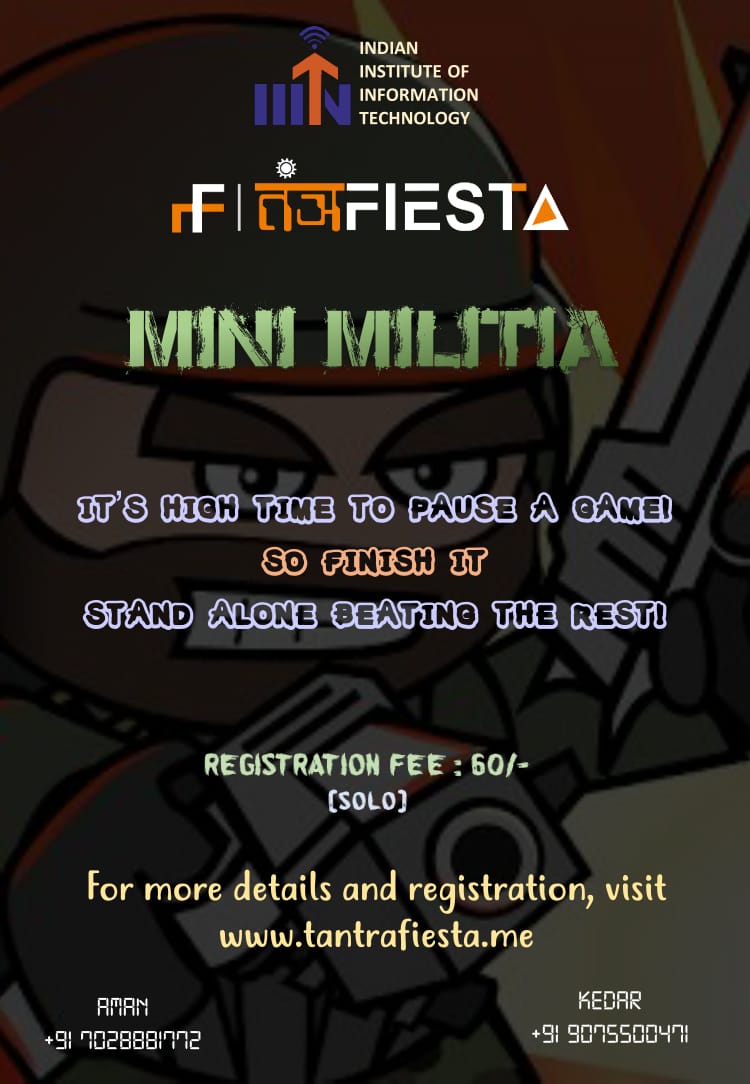 IIITN
INDIAN
INSTITUTE OF
INFORMATION
TECHNOLOGY
TF | तंत्रFIESTA
MINI MILITIA
IT'S HIGH TIME TO PAUSE A GAME!
SO FINISH IT
STAND ALONE BEATING THE REST!
REGISTRATION FEE : 60/-
[SOLO]
For more details and registration, visit
www.tantrafiesta.me
AMAN
+91 7028881772
KEDAR
+91 9075500471